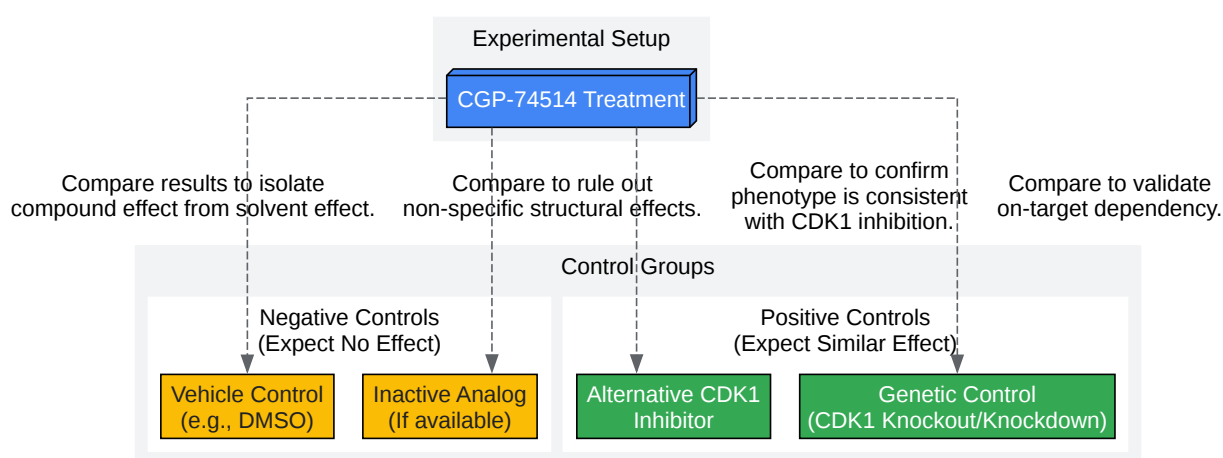 Experimental Setup
CGP-74514 Treatment
Compare results to isolate
compound effect from solvent effect.
Compare to rule out
non-specific structural effects.
Compare to confirm
phenotype is consistent
with CDK1 inhibition.
Compare to validate
on-target dependency.
Control Groups
Negative Controls
(Expect No Effect)
Positive Controls
(Expect Similar Effect)
Vehicle Control
(e.g., DMSO)
Inactive Analog
(If available)
Alternative CDK1
Inhibitor
Genetic Control
(CDK1 Knockout/Knockdown)